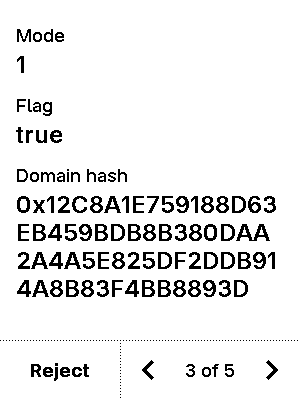 Mode
1
Flag
true
Domain hash
0x12C8A1E759188D63
EB459BDB8B380DAA
2A4A5E825DF2DDB91
4A8B83F4BB8893D
Reject
3 of 5